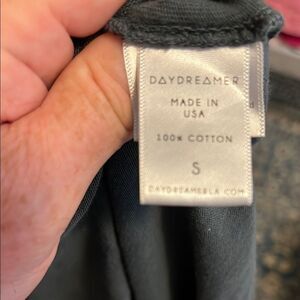 DAYDREAMER
MADE IN
USA
100% COTTON
S
DAYDREAMERLA.COM